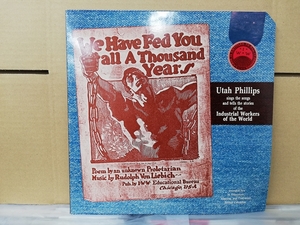 We Have Fed You
all A Thousand
Years
Poem by an unknown Proletarian
Music by Rudolph Von Liebich
Pub. by IWW Educational Bureau
Chicago, USA
Utah Phillips
sings the songs
and tells the stories
of the
Industrial Workers
of the World